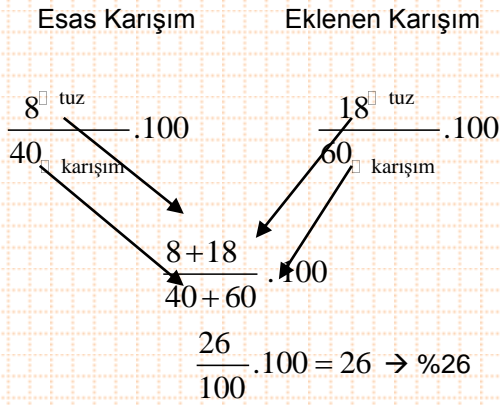 Esas Karışım Eklenen Karışım
8 tuz 18 tuz
.100 .100
40 karışım 60 karışım
8+18
.100
40+60
26
.100 = 26 → %26
100